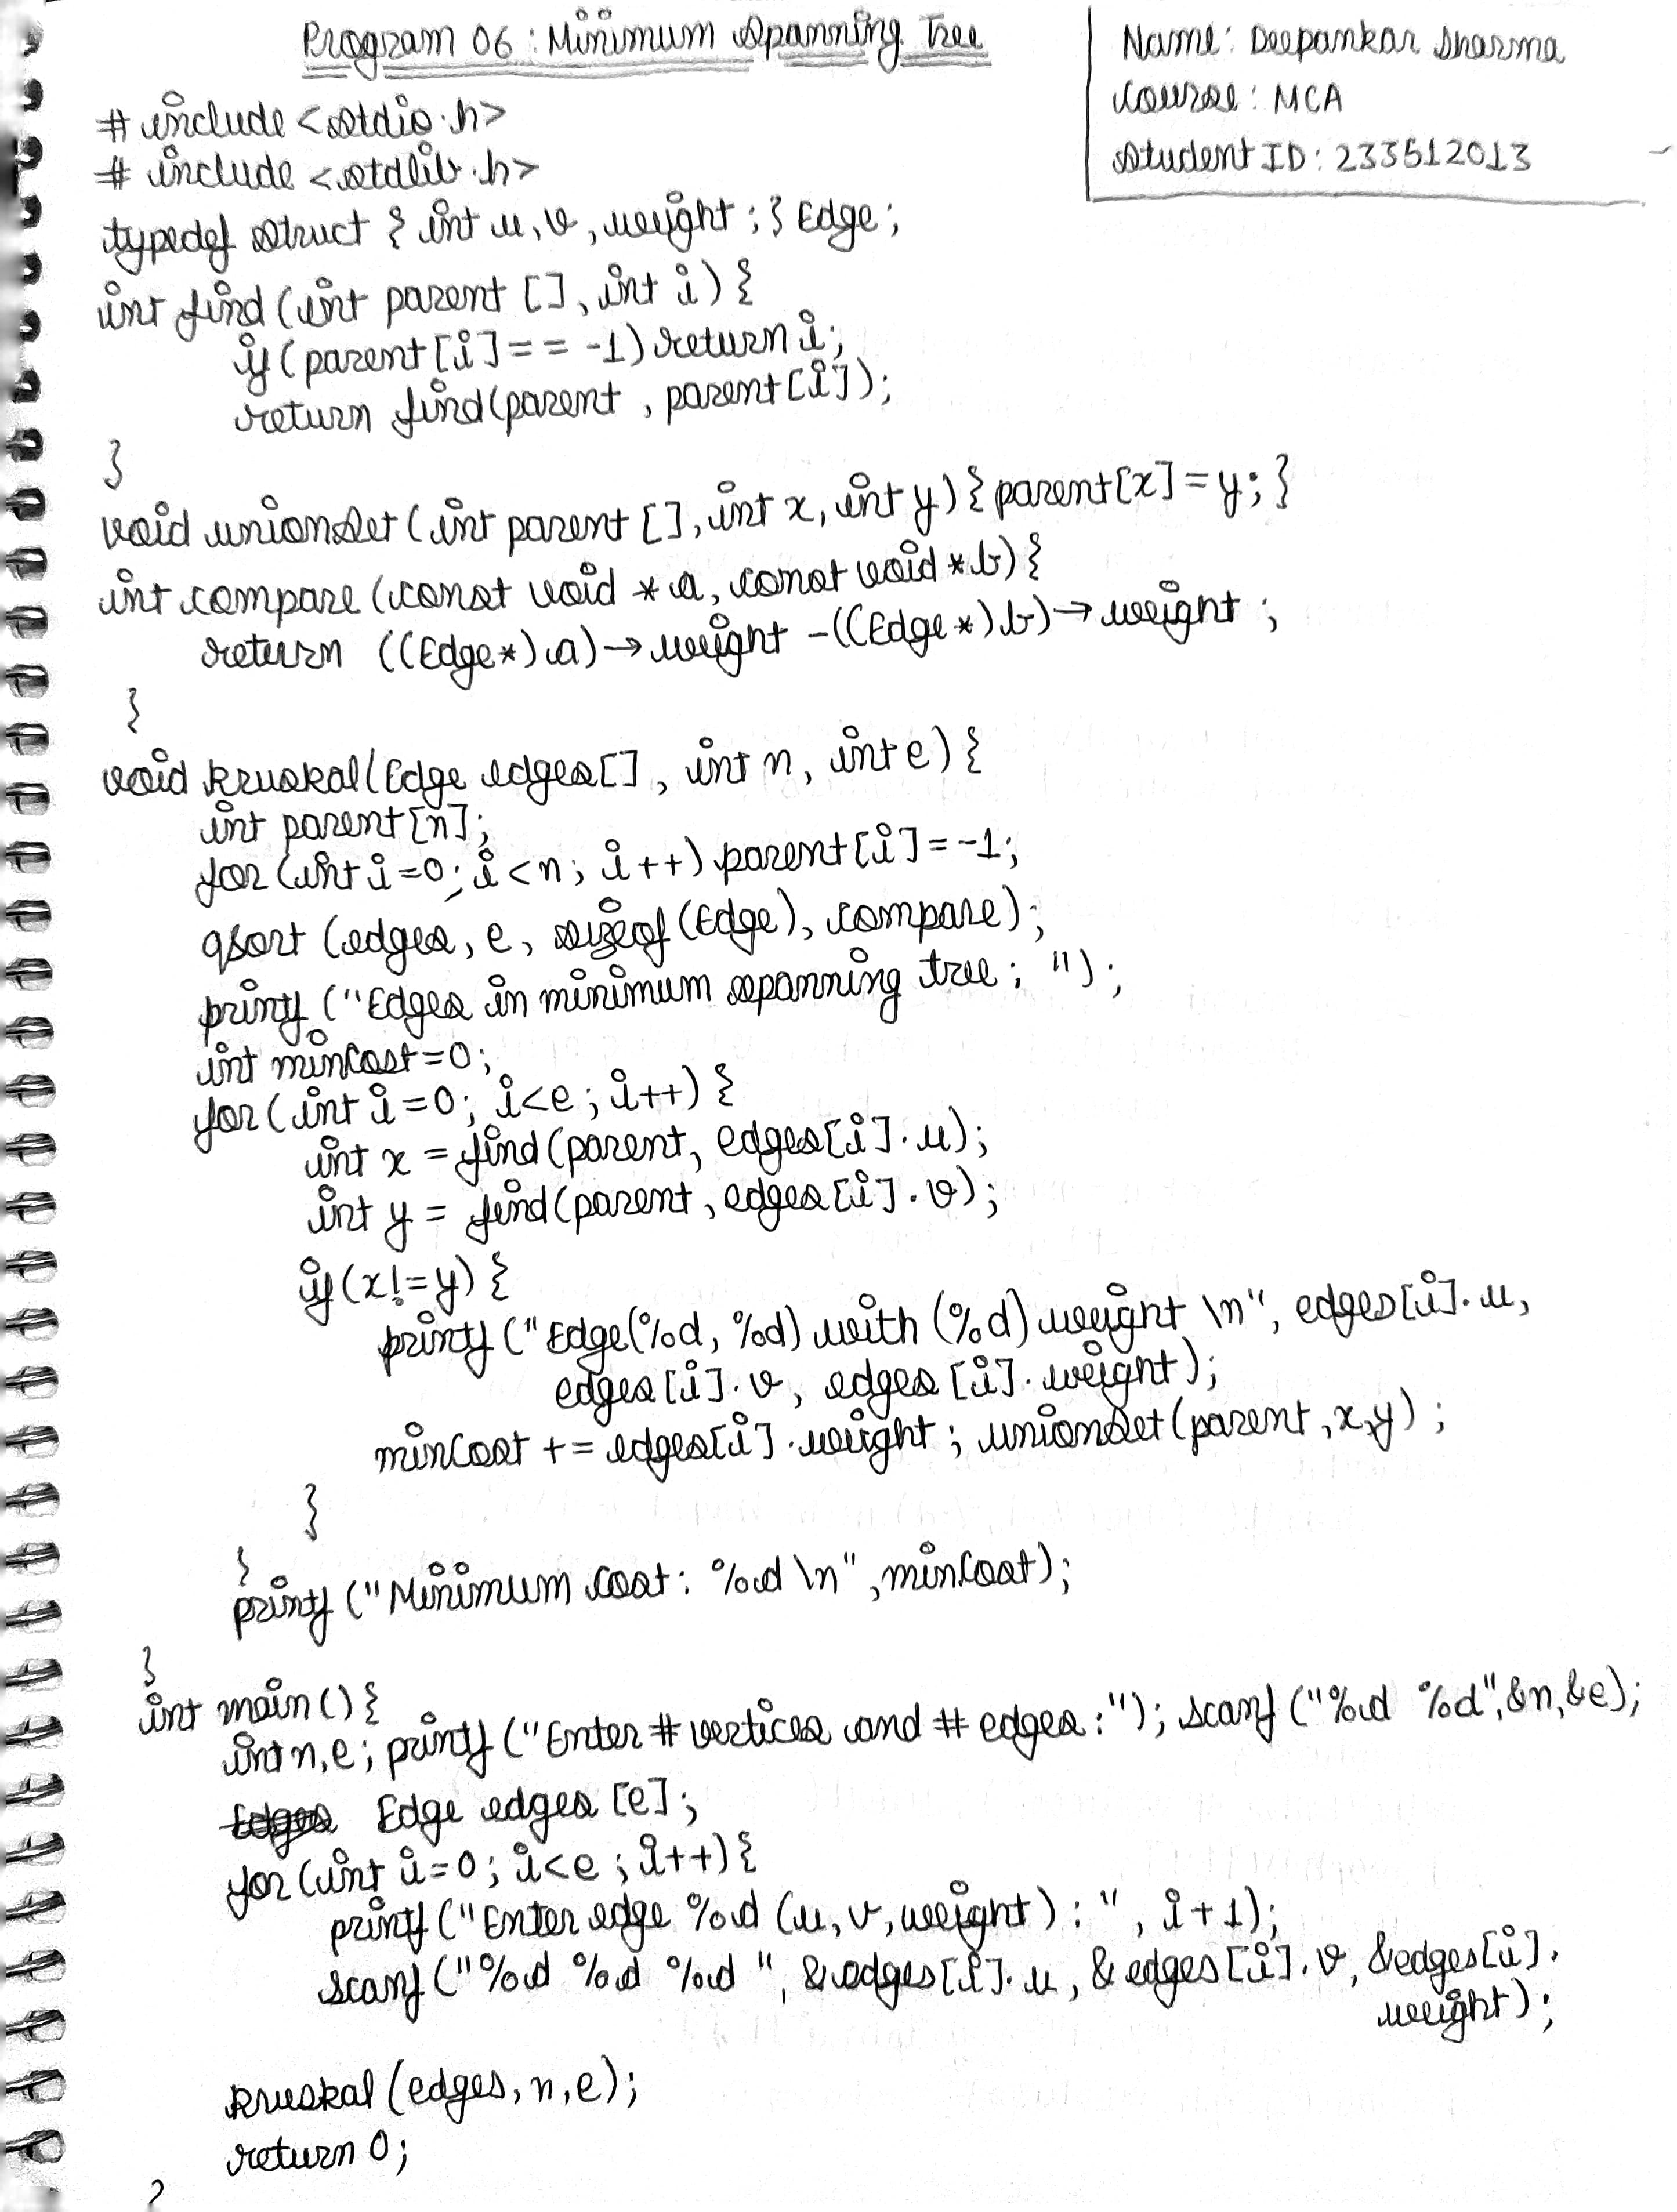 Program 06 : Minimum Spanning Tree
Name: Deepankar Sharma
Course: MCA
Student ID: 233512013
# include <stdio.h>
# include <stdlib.h>
typedef struct { int u, v, weight ; } Edge ;
int find (int parent [], int i) {
if (parent[i] == -1) return i;
return find(parent , parent[i]);
}
void unionSet (int parent [], int x, int y) { parent[x] = y; }
int compare (const void * a, const void * b) {
return ((Edge*) a) → weight - ((Edge*) b) → weight ;
}
void kruskal (Edge edges[] , int n, int e) {
int parent[n];
for (int i=0; i<n; i++) parent[i] = -1;
qsort (edges, e, sizeof (Edge), compare);
printf ("Edges in minimum spanning tree : ");
int minCost=0;
for (int i=0; i<e ; i++) {
int x = find(parent, edges[i].u);
int y = find(parent, edges[i].v);
if (x!=y) {
printf ("Edge(%d, %d) with (%d) weight \n", edges[i].u,
edges[i].v, edges [i].weight);
minCost += edges[i].weight ; unionSet(parent,x,y) ;
}
}
printf ("Minimum Cost : %d \n" , minCost);
}
int main () {
int n,e ; printf ("Enter # vertices and # edges :"); scanf ("%d %d",&n,&e);
Edge edges [e];
for (int i=0; i<e ; i++) {
printf ("Enter edge %d (u, v, weight) : " , i+1);
scanf ("%d %d %d ", &edges[i].u, &edges[i].v, &edges[i].
weight);
kruskal (edges, n, e);
return 0;
}